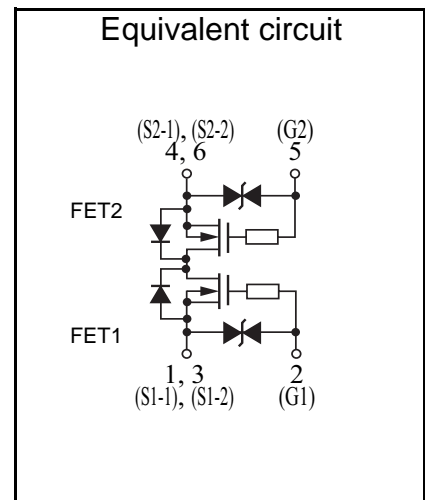 Equivalent circuit
(S2-1), (S2-2) (G2)
4, 6 5
FET2
FET1
1, 3 2
(S1-1), (S1-2) (G1)